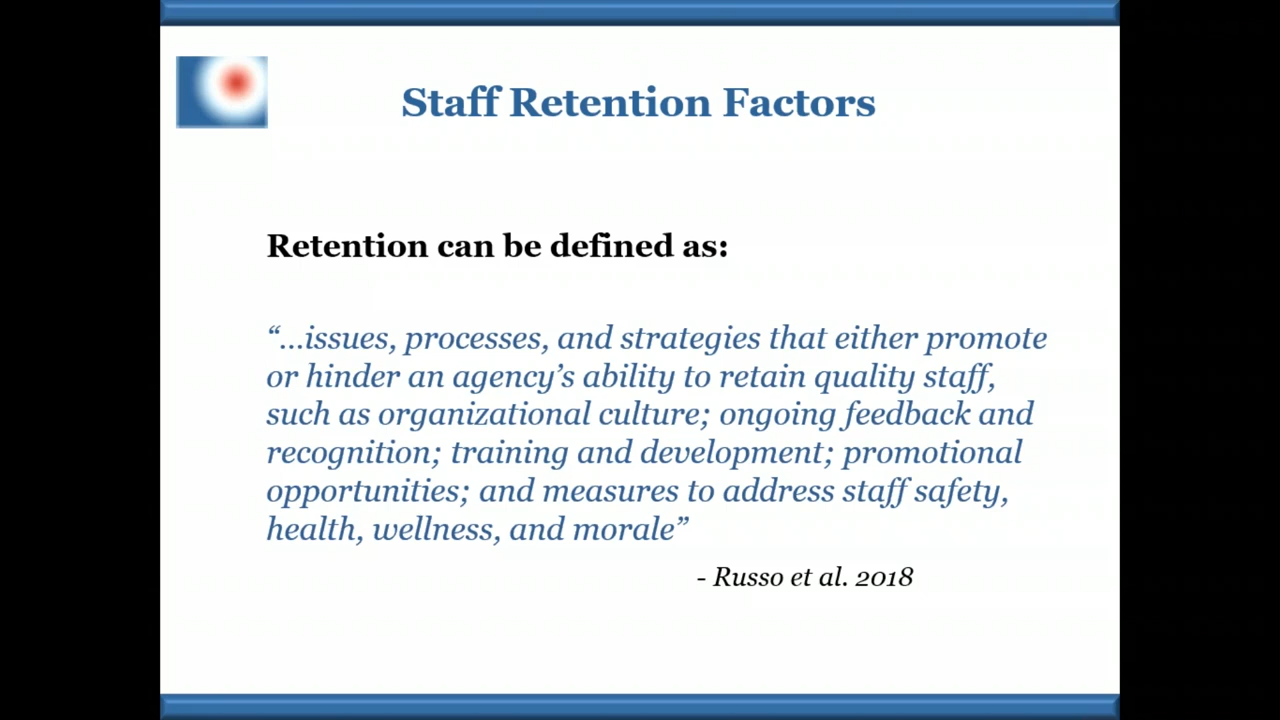 Staff Retention Factors
Retention can be defined as:
“...issues, processes, and strategies that either promote
or hinder an agency’s ability to retain quality staff,
such as organizational culture; ongoing feedback and
recognition; training and development; promotional
opportunities; and measures to address staff safety,
health, wellness, and morale”
- Russo et al. 2018